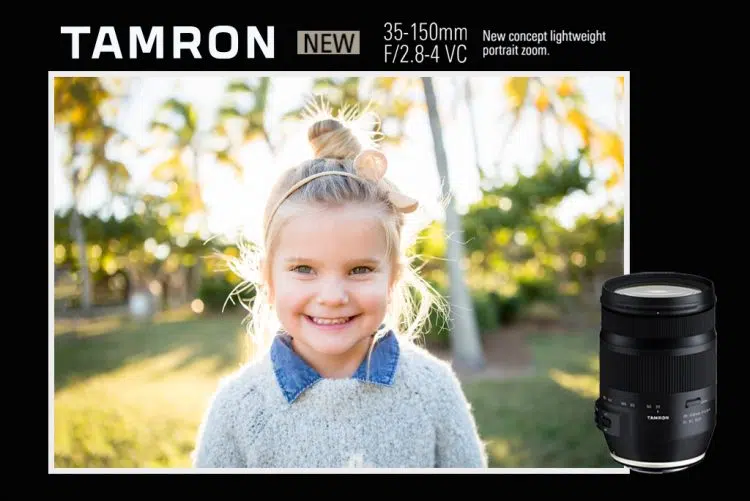 TAMRON
NEW
35-150mm
F/2.8-4 VC
New concept lightweight
portrait zoom.
TAMRON